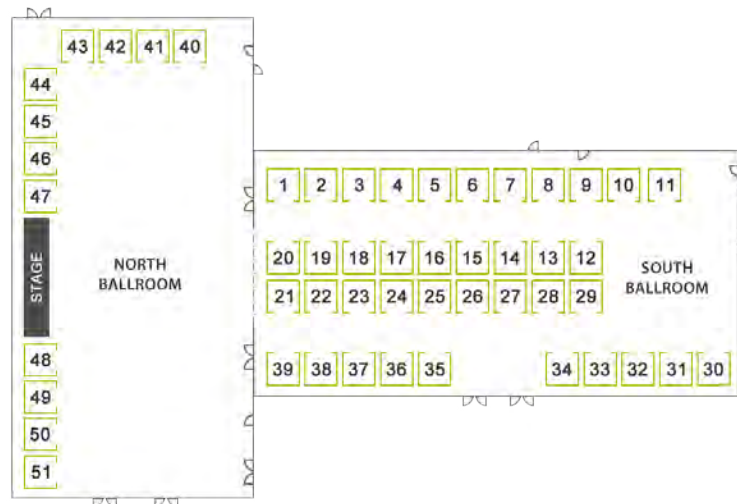 43 42 41 40
44
45
46
47
STAGE
48
49
50
51
NORTH
BALLROOM
1 2 3 4 5 6 7 8 9 10 11
20 19 18 17 16 15 14 13 12
21 22 23 24 25 26 27 28 29
SOUTH
BALLROOM
39 38 37 36 35 34 33 32 31 30